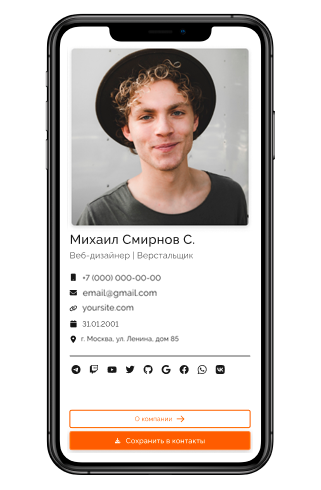 Михаил Смирнов С.
Веб-дизайнер | Верстальщик
+7 (000) 000-00-00
email@gmail.com
yoursite.com
31.01.2001
г. Москва, ул. Ленина, дом 85
О компании
Сохранить в контакты